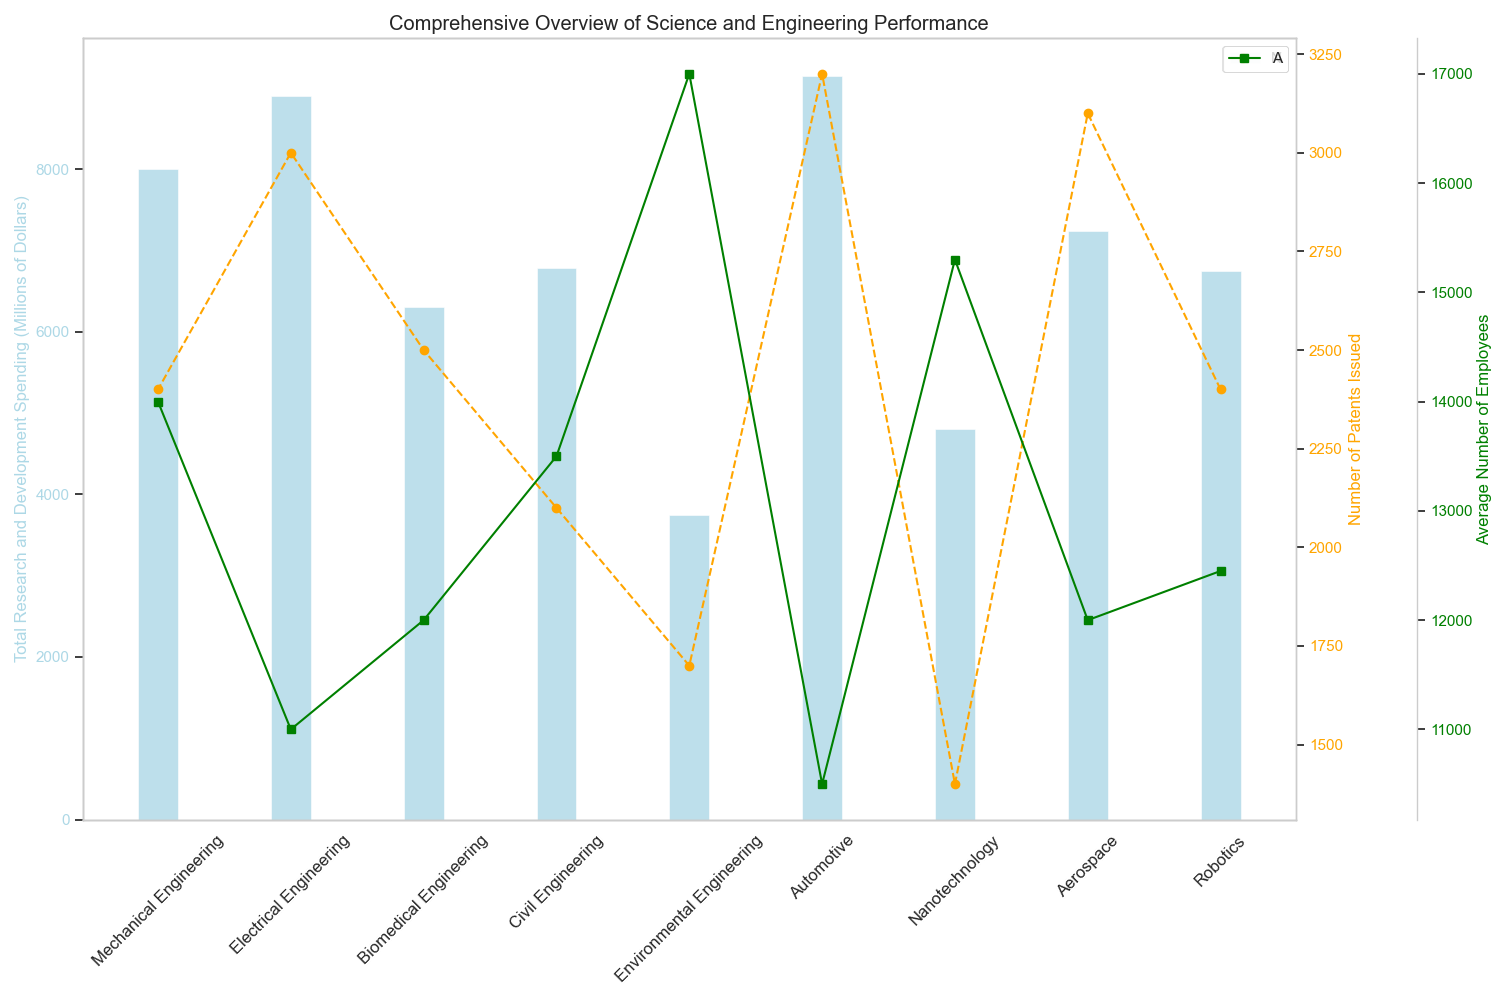 Comprehensive Overview of Science and Engineering Performance
A
Total Research and Development Spending (Millions of Dollars)
8000
6000
4000
2000
0
Mechanical Engineering
Electrical Engineering
Biomedical Engineering
Civil Engineering
Environmental Engineering
Automotive
Nanotechnology
Aerospace
Robotics
3250
3000
2750
2500
2250
2000
1750
1500
Number of Patents Issued
17000
16000
15000
14000
13000
12000
11000
Average Number of Employees